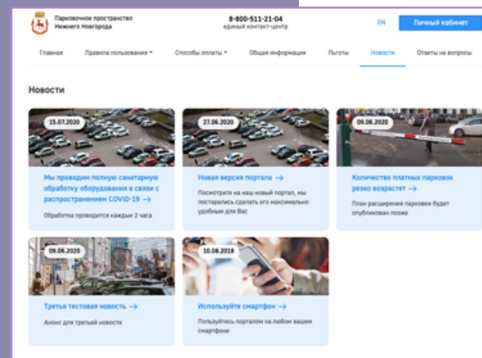 Парковочное пространство
Нижнего Новгорода
8-800-511-21-04
единый контакт-центр
EN
Личный кабинет
Главная Правила пользования Способы оплаты Общая информация Льготы Новости Ответы на вопросы
Новости
15.07.2020
Мы проводим полную санитарную
обработку оборудования в связи с
распространением COVID-19 →
Обработка проводится каждые 2 часа
27.06.2020
Новая версия портала →
Посмотрите на наш новый портал, мы
постарались сделать его максимально
удобным для Вас
09.06.2020
Количество платных парковок
резко возрастет →
План расширения парковки будет
опубликован позже
09.06.2020
Третья тестовая новость →
Анонс для третьей новости
10.08.2018
Используйте смартфон →
Пользуйтесь порталом на любом вашем
смартфоне